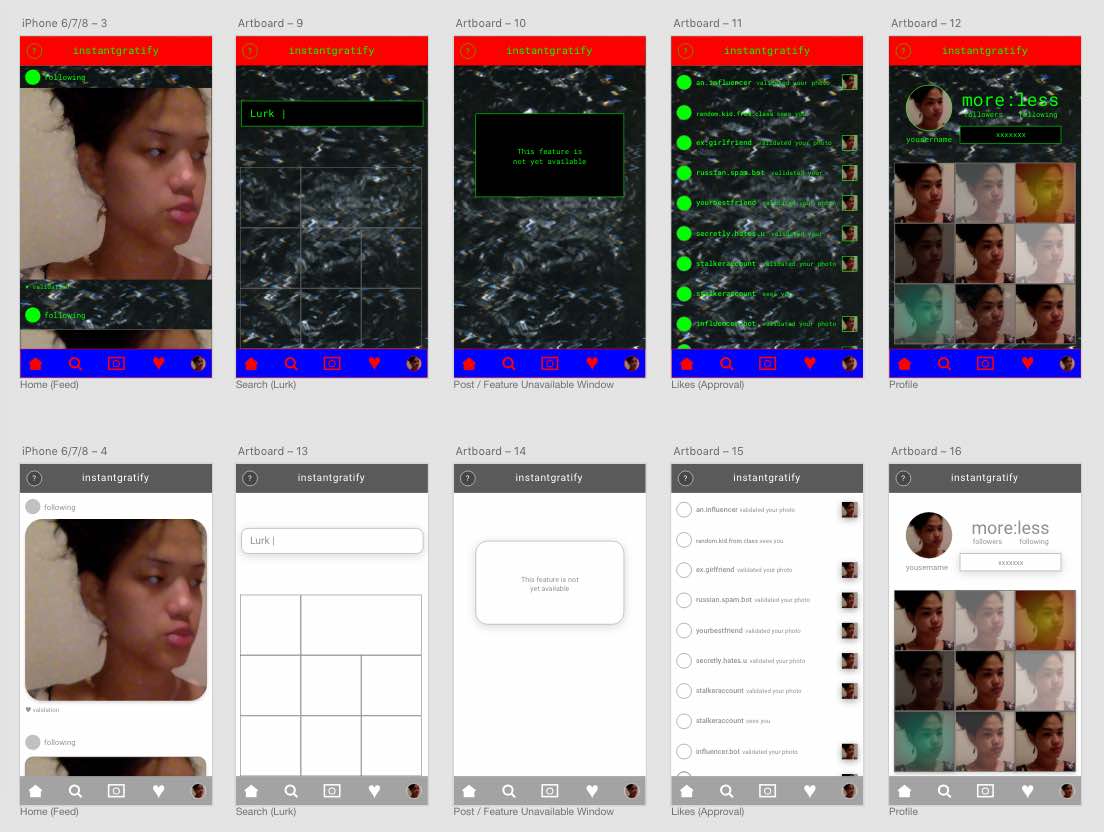 iPhone 6/7/8 – 3
Artboard – 9
Artboard – 10
Artboard – 11
Artboard – 12
? instantgratify
following
♥ validation
following
Home (Feed)
? instantgratify
Lurk |
Search (Lurk)
? instantgratify
This feature is
not yet available
Post / Feature Unavailable Window
? instantgratify
an.influencer validated your photo
random.kid.from.class sees you
ex.girlfriend validated your photo
russian.spam.bot validated your
yourbestfriend validated your photo
secretly.hates.u validated your
stalkeraccount validated your photo
stalkeraccount sees you
influencer.bot validated your photo
Likes (Approval)
? instantgratify
more:less
followers following
yousername
xxxxxxx
Profile
iPhone 6/7/8 – 4
Artboard – 13
Artboard – 14
Artboard – 15
Artboard – 16
? instantgratify
following
♥ validation
following
Home (Feed)
? instantgratify
Lurk |
Search (Lurk)
? instantgratify
This feature is not
yet available
Post / Feature Unavailable Window
? instantgratify
an.influencer validated your photo
random.kid.from.class sees you
ex.girlfriend validated your photo
russian.spam.bot validated your photo
yourbestfriend validated your photo
secretly.hates.u validated your photo
stalkeraccount validated your photo
stalkeraccount sees you
influencer.bot validated your photo
Likes (Approval)
? instantgratify
more:less
followers following
yousername
xxxxxxx
Profile